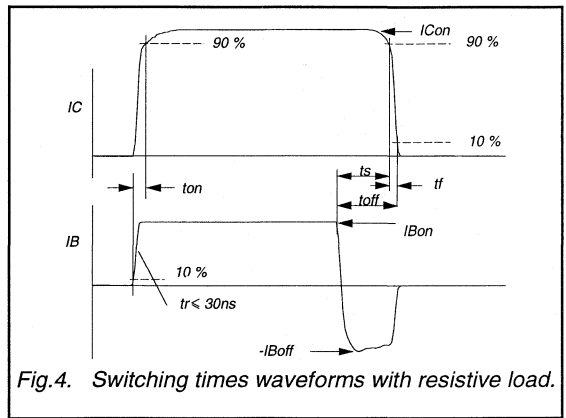 ICon
90 %
90 %
IC
10 %
ts
ton
tf
toff
IBon
IB
10 %
tr⩽ 30ns
-IBoff
Fig.4. Switching times waveforms with resistive load.